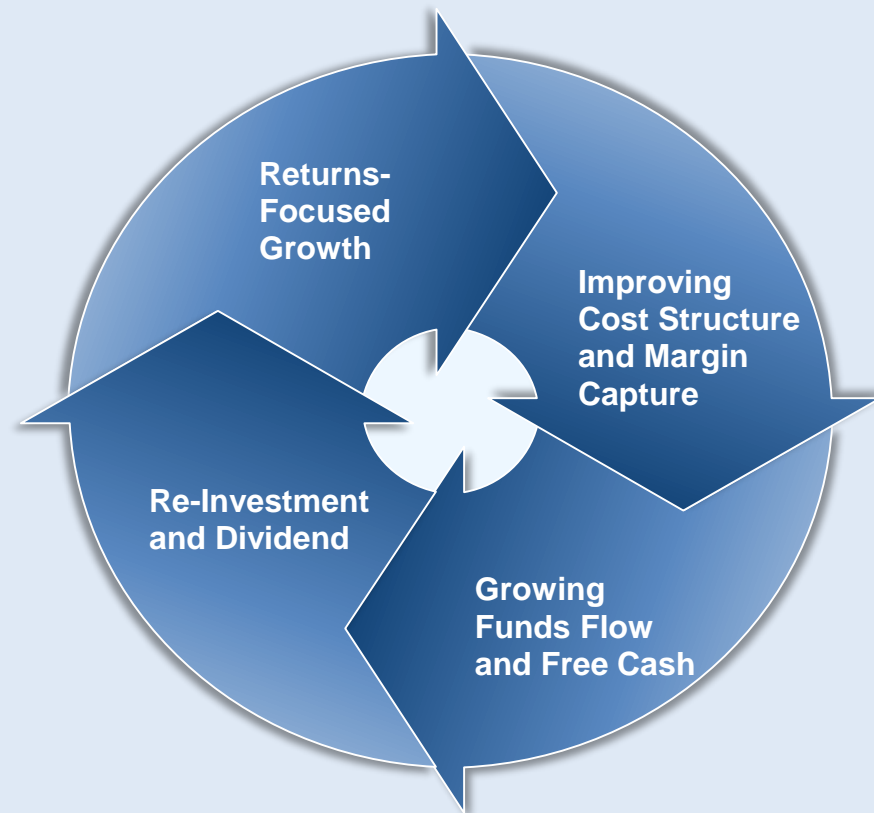 Returns-
Focused
Growth
Improving
Cost Structure
and Margin
Capture
Growing
Funds Flow
and Free Cash
Re-Investment
and Dividend